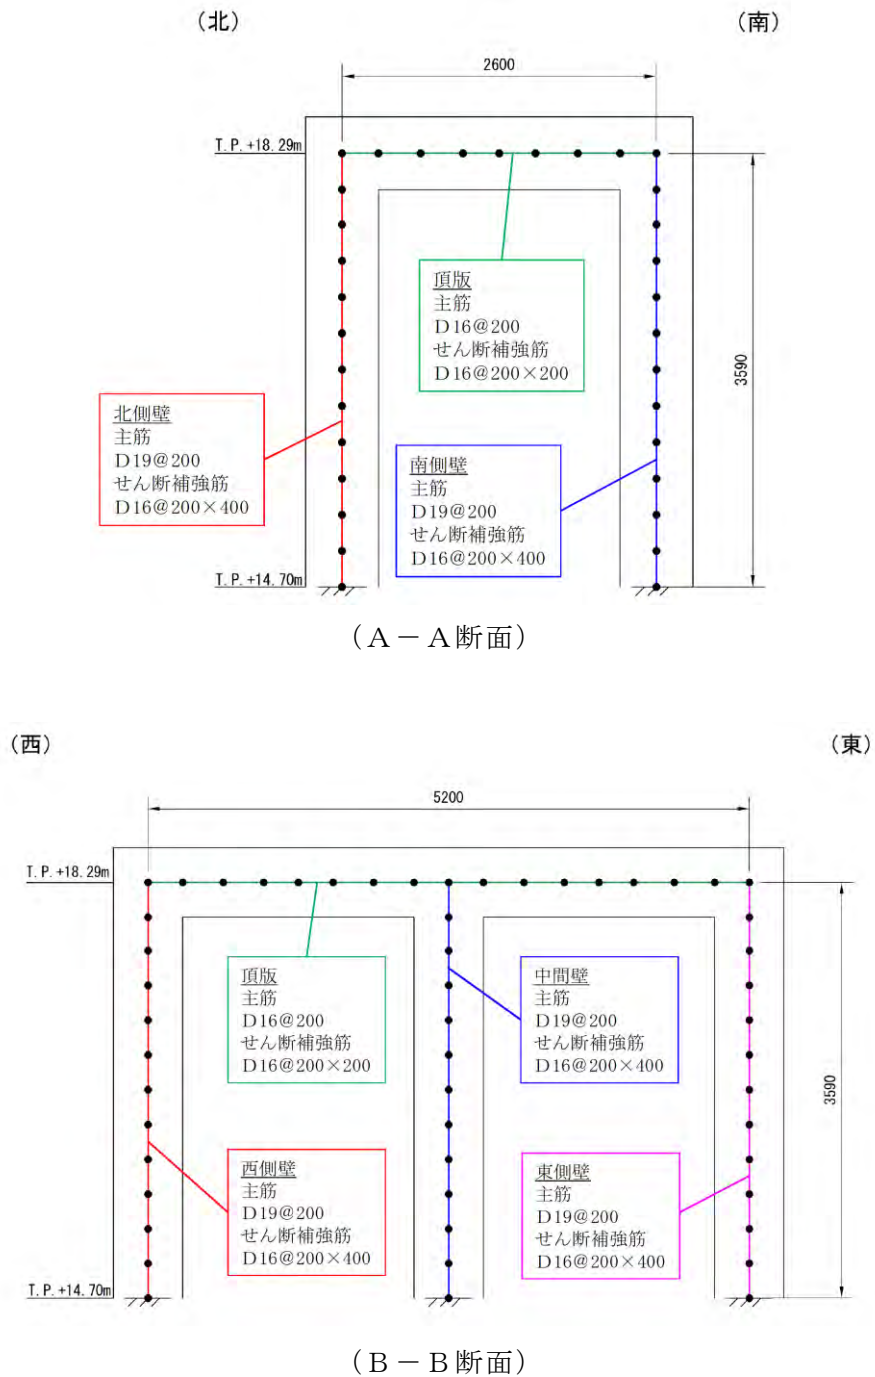 (北)
(南)
2600
T.P.+18.29m
頂版
主筋
D16@200
せん断補強筋
D16@200×200
3590
北側壁
主筋
D19@200
せん断補強筋
D16@200×400
南側壁
主筋
D19@200
せん断補強筋
D16@200×400
T.P.+14.70m
(A-A断面)
(西)
(東)
5200
T.P.+18.29m
頂版
主筋
D16@200
せん断補強筋
D16@200×200
中間壁
主筋
D19@200
せん断補強筋
D16@200×400
3590
西側壁
主筋
D19@200
せん断補強筋
D16@200×400
東側壁
主筋
D19@200
せん断補強筋
D16@200×400
T.P.+14.70m
(B-B断面)